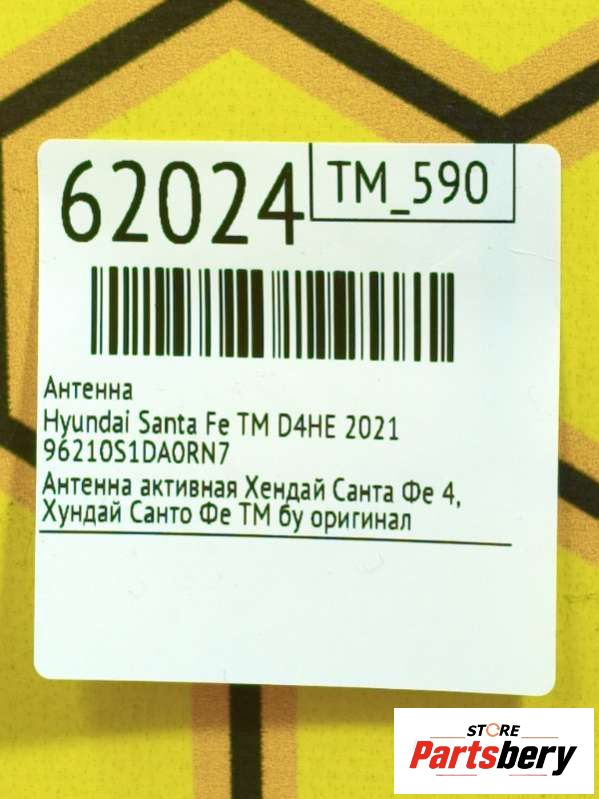 62024
TM_590
Антенна
Hyundai Santa Fe TM D4HE 2021
96210S1DA0RN7
Антенна активная Хендай Санта Фе 4,
Хундай Санто Фе ТМ бу оригинал
STORE
Partsbery